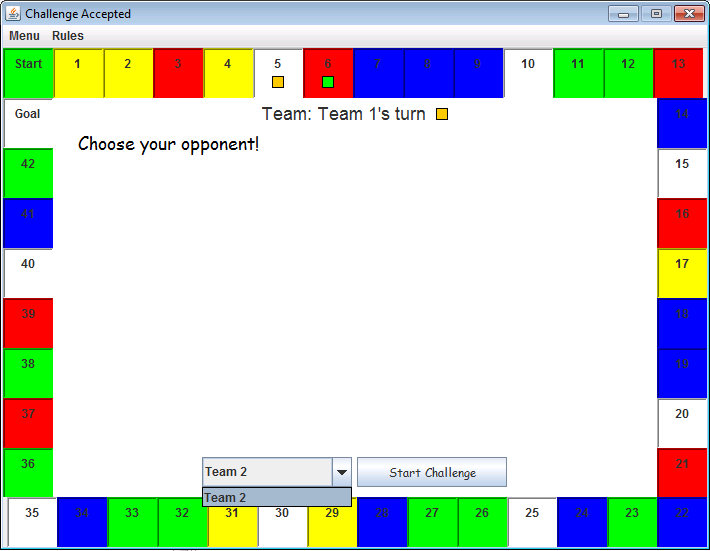 Challenge Accepted
Menu Rules
Start 1 2 3 4 5 6 7 8 9 10 11 12 13
Goal
Team: Team 1's turn
14
Choose your opponent!
42
15
41
16
40
17
39
18
38
19
37
20
36
Team 2
Start Challenge
21
Team 2
35 34 33 32 31 30 29 28 27 26 25 24 23 22